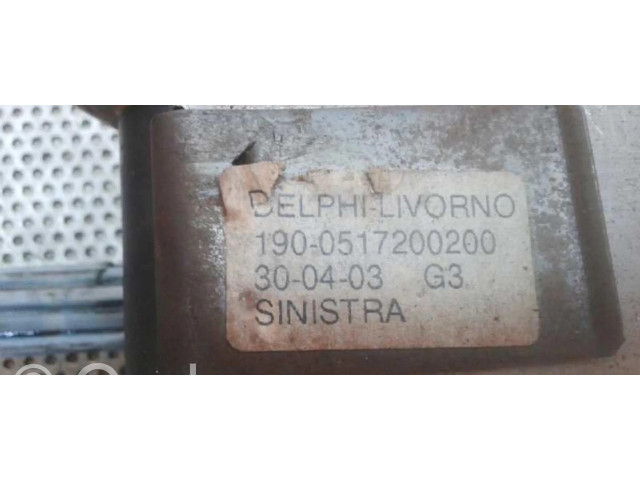 DELPHI-LIVORNO
190-0517200200
30-04-03 G3
SINISTRA